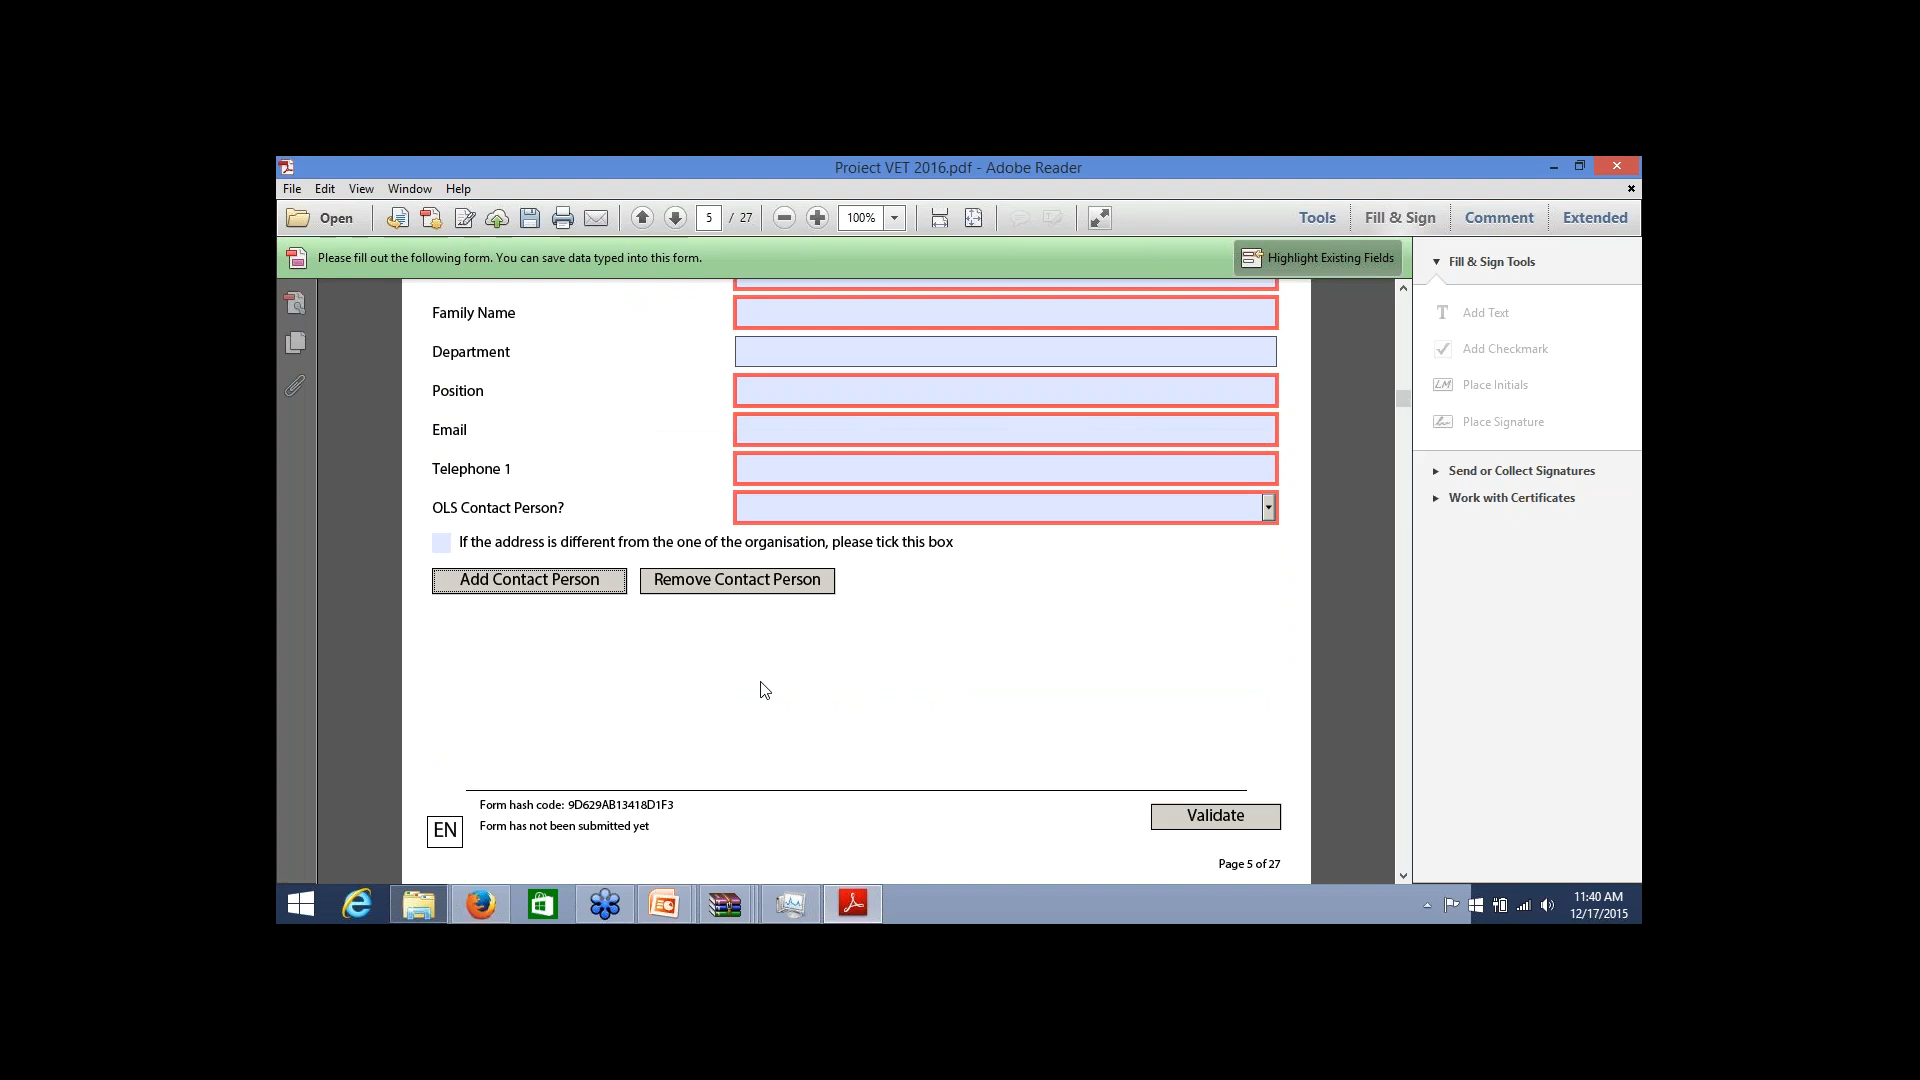 Project VET 2016.pdf - Adobe Reader
File Edit View Window Help
Open 5 / 27 100% Tools Fill & Sign Comment Extended
Please fill out the following form. You can save data typed into this form.
Highlight Existing Fields
Fill & Sign Tools
Add Text
Add Checkmark
Place Initials
Place Signature
Send or Collect Signatures
Work with Certificates
Family Name
Department
Position
Email
Telephone 1
OLS Contact Person?
If the address is different from the one of the organisation, please tick this box
Add Contact Person Remove Contact Person
Form hash code: 9D629AB13418D1F3
EN
Form has not been submitted yet
Validate
Page 5 of 27
11:40 AM
12/17/2015